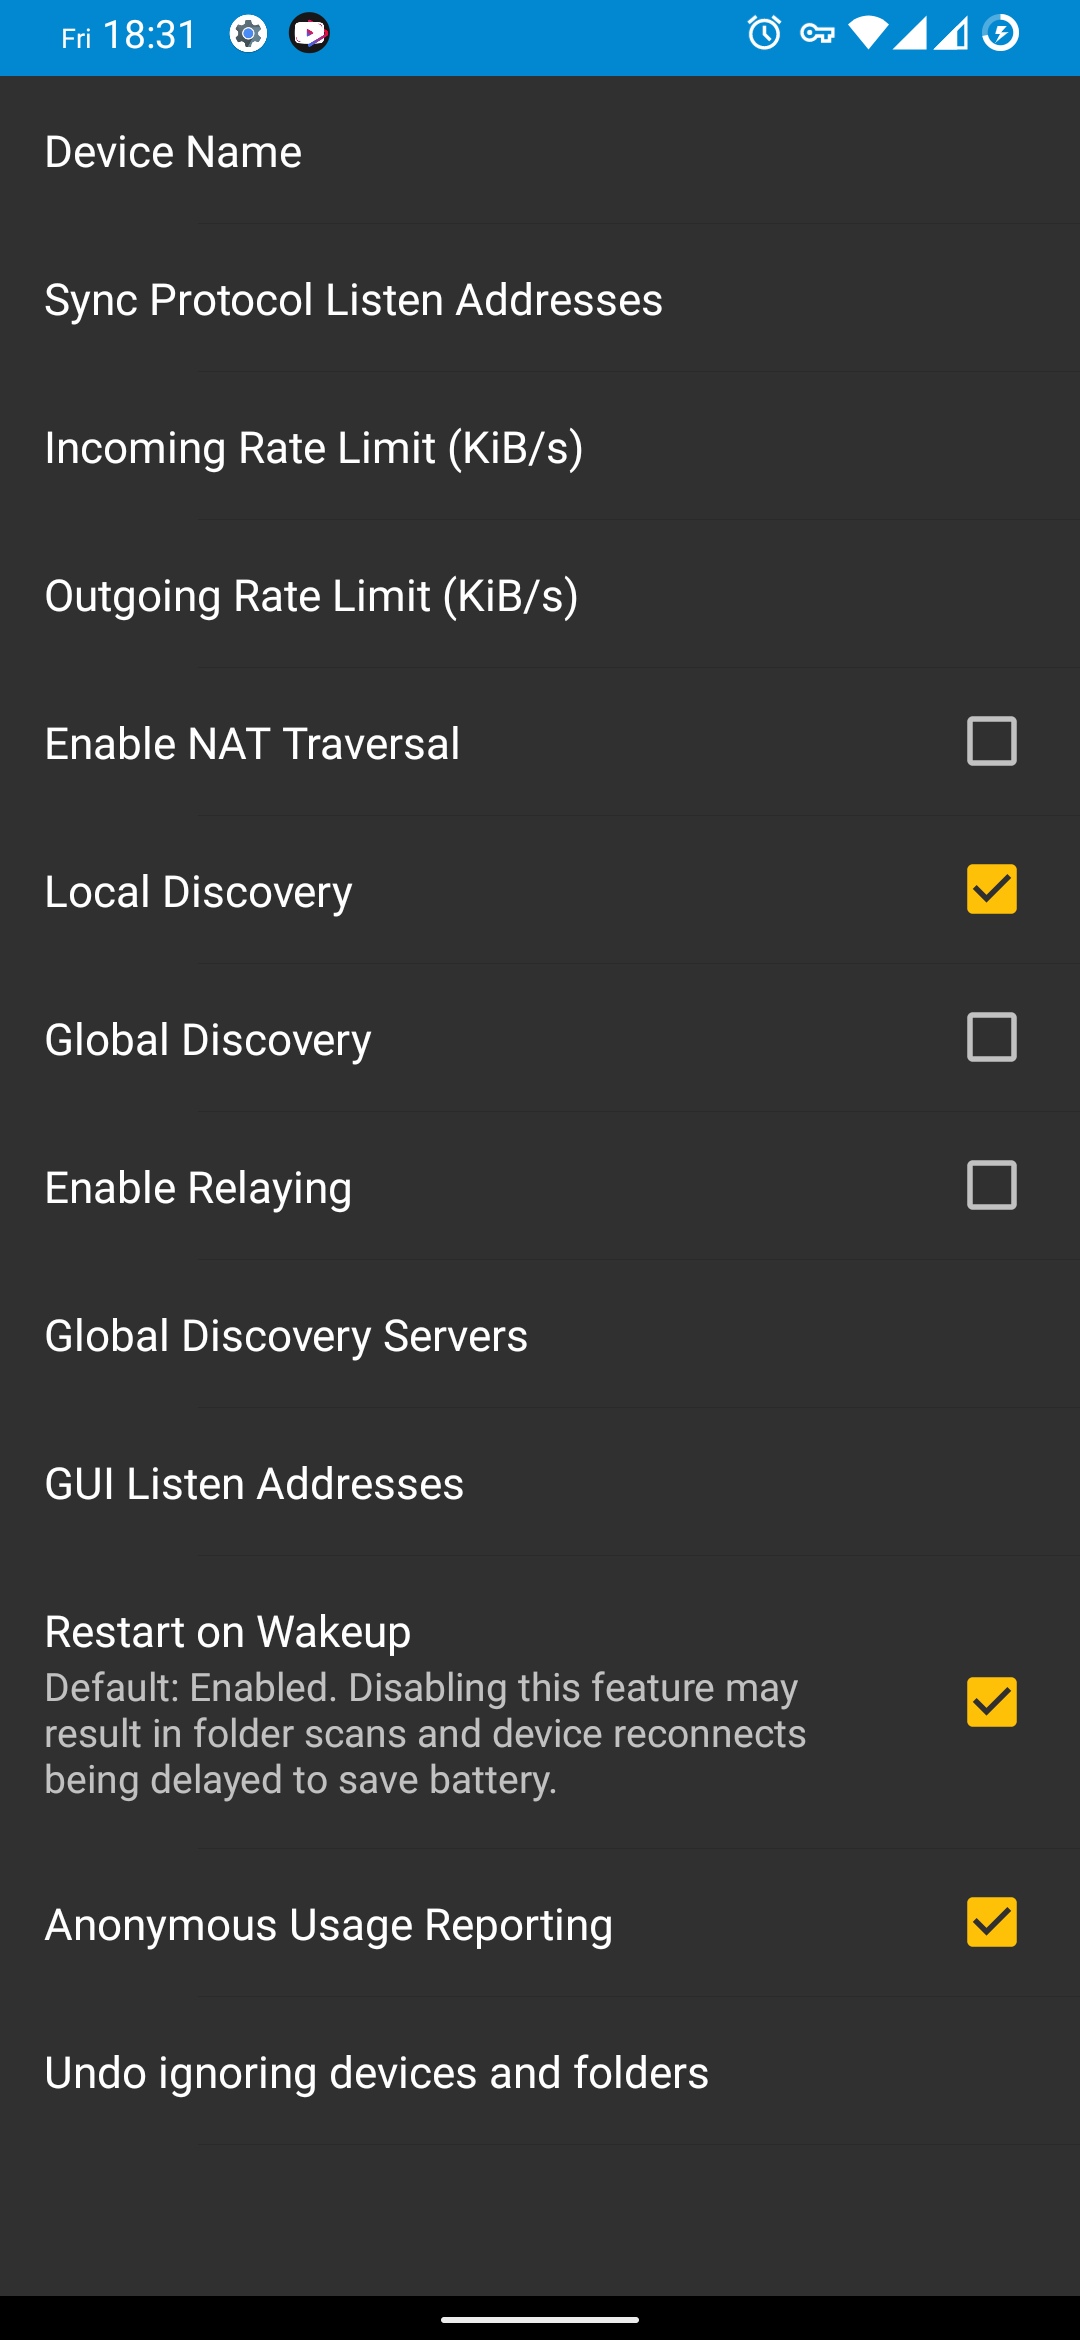 Fri 18:31
Device Name
Sync Protocol Listen Addresses
Incoming Rate Limit (KiB/s)
Outgoing Rate Limit (KiB/s)
Enable NAT Traversal
Local Discovery
Global Discovery
Enable Relaying
Global Discovery Servers
GUI Listen Addresses
Restart on Wakeup
Default: Enabled. Disabling this feature may
result in folder scans and device reconnects
being delayed to save battery.
Anonymous Usage Reporting
Undo ignoring devices and folders